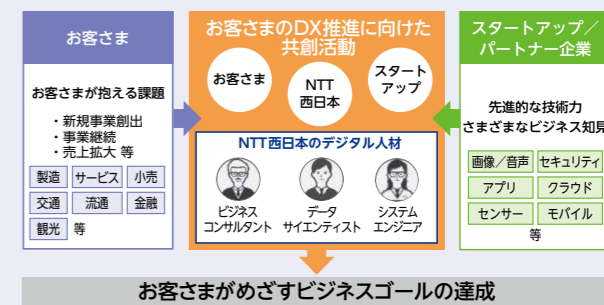 お客さま
お客さまが抱える課題
・新規事業創出
・事業継続
・売上拡大 等
製造 サービス 小売
交通 流通 金融
観光 等
お客さまのDX推進に向けた
共創活動
お客さま
NTT
西日本
スタート
アップ
NTT西日本のデジタル人材
ビジネス
コンサルタント
データ
サイエンティスト
システム
エンジニア
スタートアップ／
パートナー企業
先進的な技術力
さまざまなビジネス知見
画像／音声 セキュリティ
アプリ クラウド
センサー モバイル
等
お客さまがめざすビジネスゴールの達成